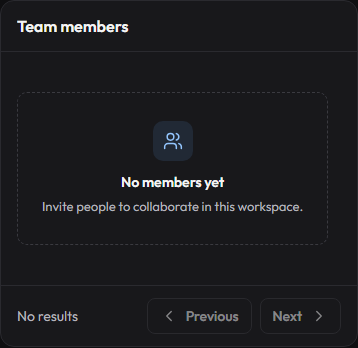 Team members
No members yet
Invite people to collaborate in this workspace.
No results
Previous
Next